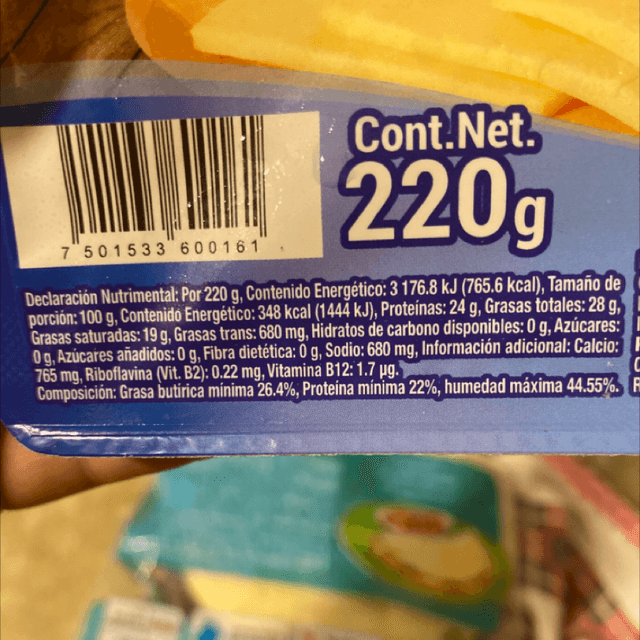 Cont.Net.
220g
7 501533 600161
Declaración Nutrimental: Por 220 g, Contenido Energético: 3 176.8 kJ (765.6 kcal), Tamaño de
porción: 100 g, Contenido Energético: 348 kcal (1444 kJ), Proteínas: 24 g, Grasas totales: 28 g,
Grasas saturadas: 19 g, Grasas trans: 680 mg, Hidratos de carbono disponibles: 0 g, Azúcares:
0 g, Azúcares añadidos: 0 g, Fibra dietética: 0 g, Sodio: 680 mg, Información adicional: Calcio:
765 mg, Riboflavina (Vit. B2): 0.22 mg, Vitamina B12: 1.7 µg.
Composición: Grasa butírica mínima 26.4%, Proteína mínima 22%, humedad máxima 44.55%.